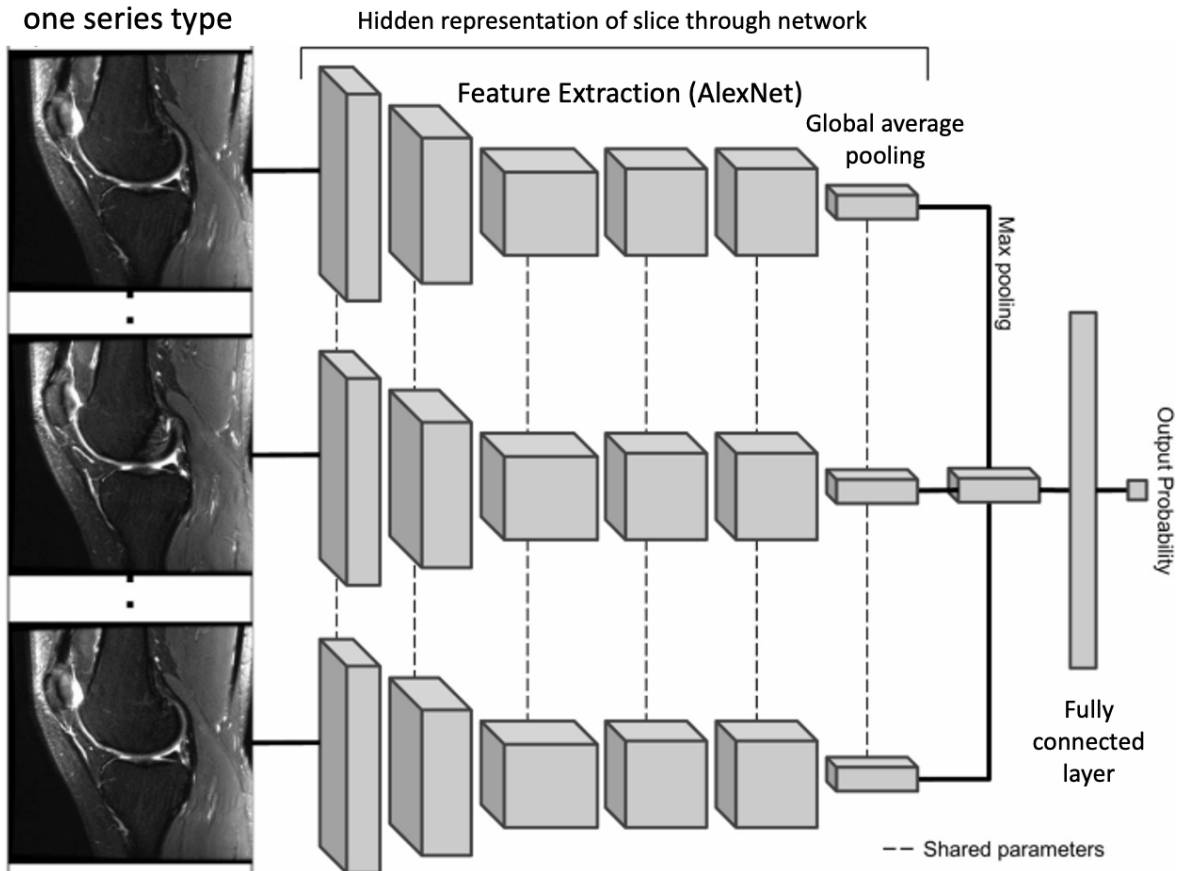 one series type
Hidden representation of slice through network
Feature Extraction (AlexNet)
Global average
pooling
Max pooling
Output Probability
Fully
connected
layer
Shared parameters